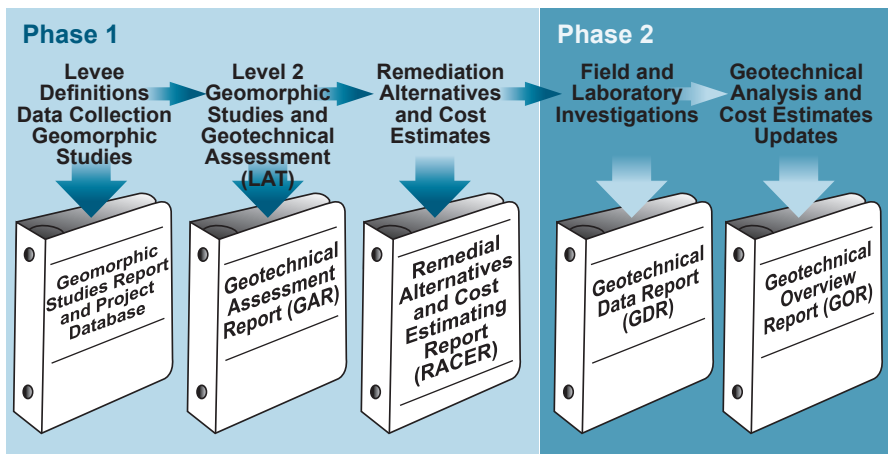 Phase 1
Phase 2
Levee
Definitions
Data Collection
Geomorphic
Studies
Level 2
Geomorphic
Studies and
Geotechnical
Assessment
(LAT)
Remediation
Alternatives
and Cost
Estimates
Field and
Laboratory
Investigations
Geotechnical
Analysis and
Cost Estimates
Updates
Geomorphic
Studies Report
and Project
Database
Geotechnical
Assessment
Report (GAR)
Remedial
Alternatives
and Cost
Estimating
Report
(RACER)
Geotechnical
Data Report
(GDR)
Geotechnical
Overview
Report (GOR)